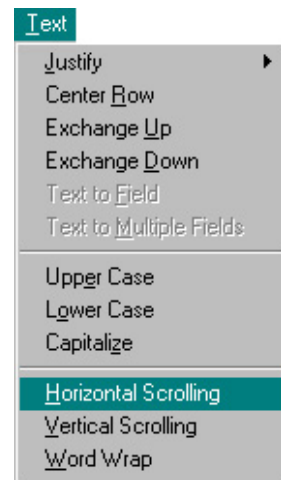 Text
Justify
Center Row
Exchange Up
Exchange Down
Text to Field
Text to Multiple Fields
Upper Case
Lower Case
Capitalize
Horizontal Scrolling
Vertical Scrolling
Word Wrap